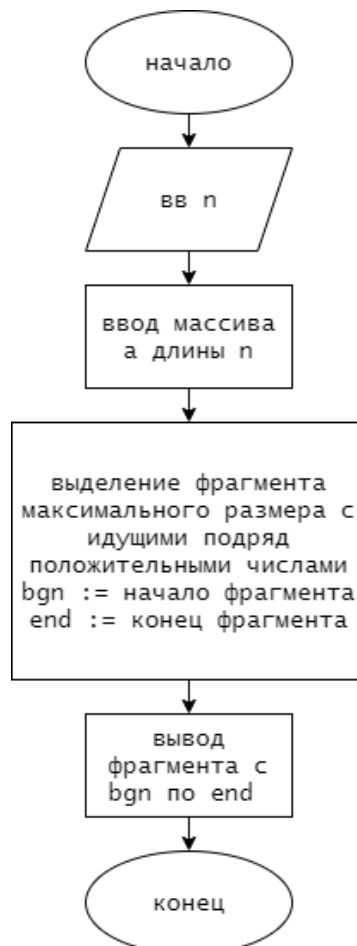 начало
вв n
ввод массива
а длины n
выделение фрагмента
максимального размера с
идущими подряд
положительными числами
bgn := начало фрагмента
end := конец фрагмента
вывод
фрагмента с
bgn по end
конец